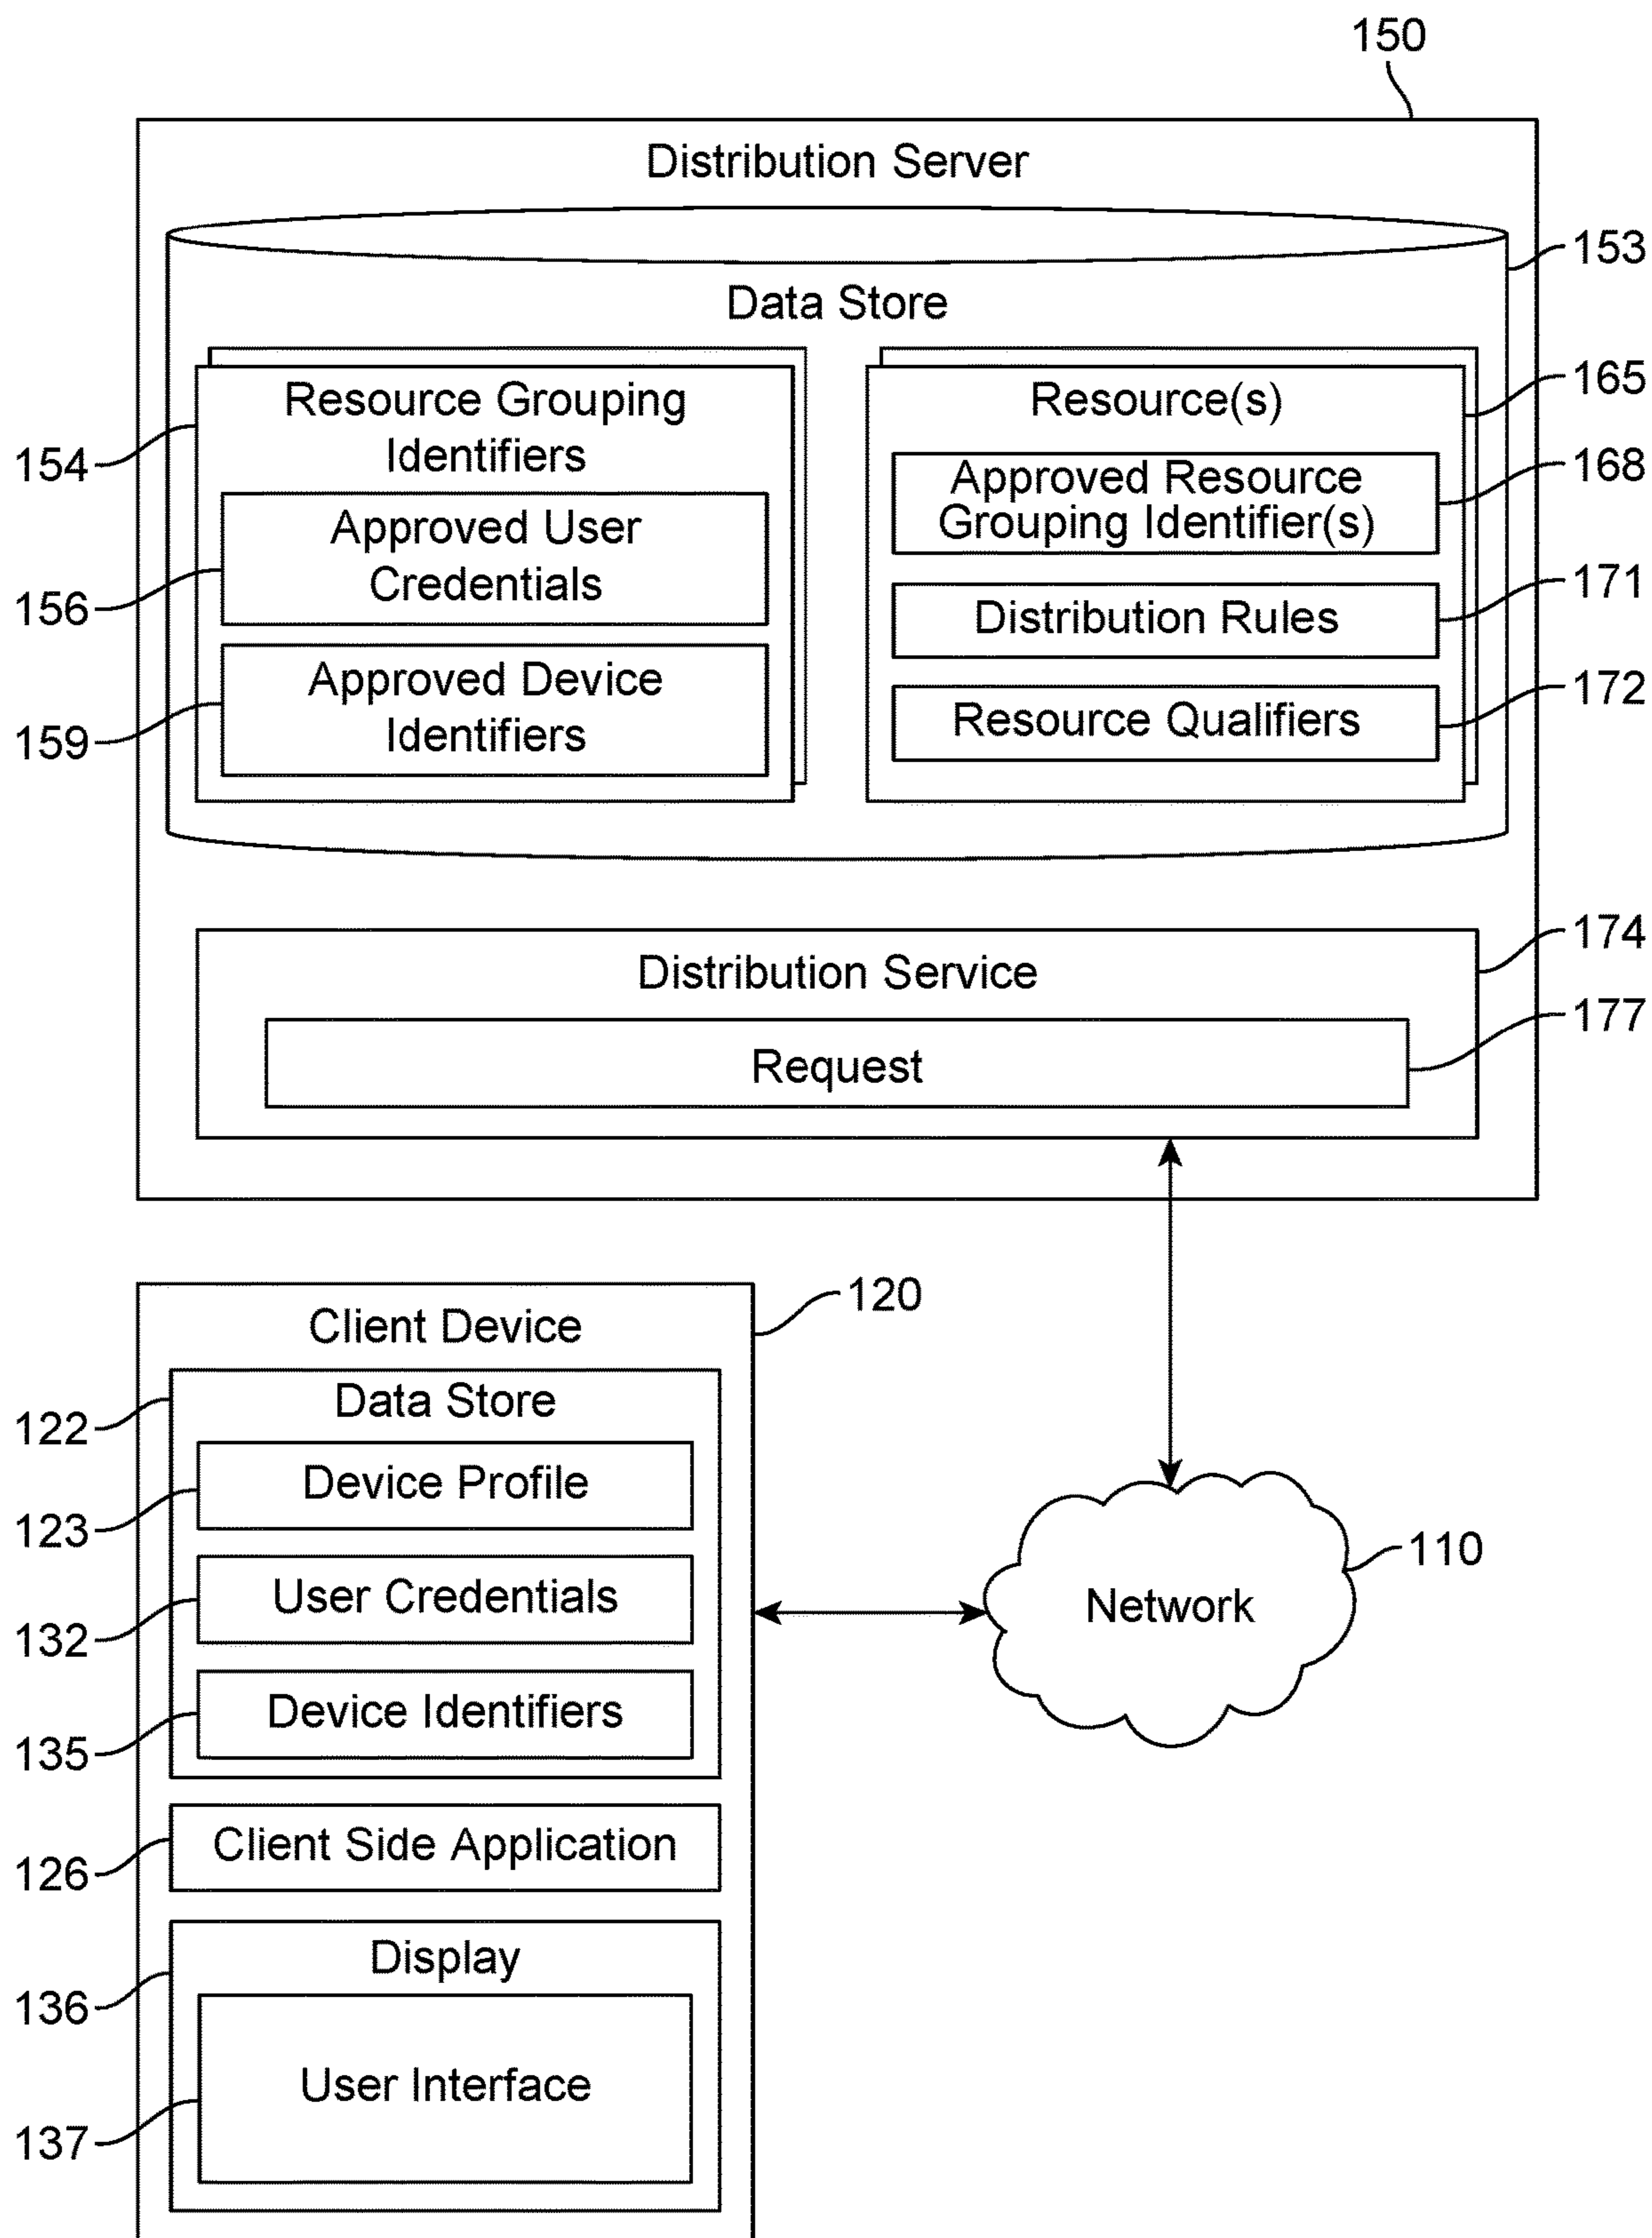 150
Distribution Server
153
Data Store
Resource Grouping
Identifiers
154
Approved User
Credentials
156
Approved Device
Identifiers
159
Resource(s)
165
Approved Resource
Grouping Identifier(s)
168
Distribution Rules
171
Resource Qualifiers
172
Distribution Service
174
Request
177
Client Device
120
Data Store
122
Device Profile
123
User Credentials
132
Device Identifiers
135
Client Side Application
126
Display
136
User Interface
137
Network
110